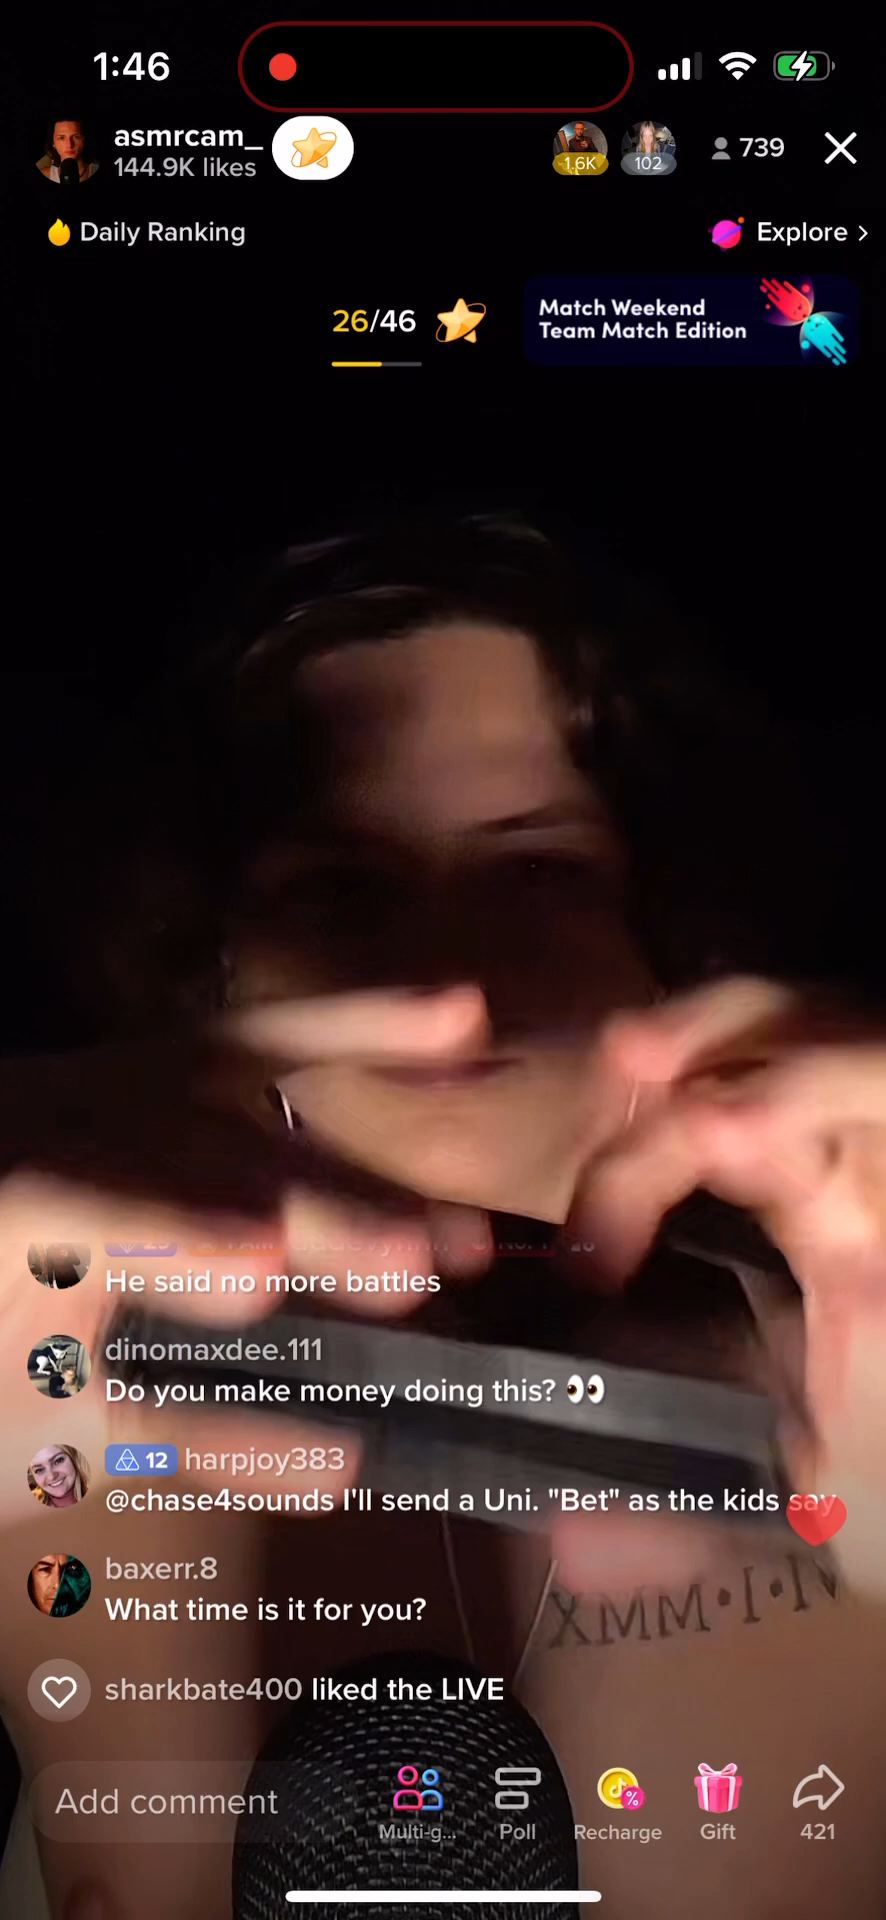 1:46
asmrcam_
144.9K likes
1.6K
102
739
Daily Ranking
Explore >
26/46
Match Weekend
Team Match Edition
He said no more battles
dinomaxdee.111
Do you make money doing this? 👀
12 harpjoy383
@chase4sounds I'll send a Uni. "Bet" as the kids say
baxerr.8
What time is it for you?
XMM•I•IV
sharkbate400 liked the LIVE
Add comment
Multi-g...
Poll
Recharge
Gift
421